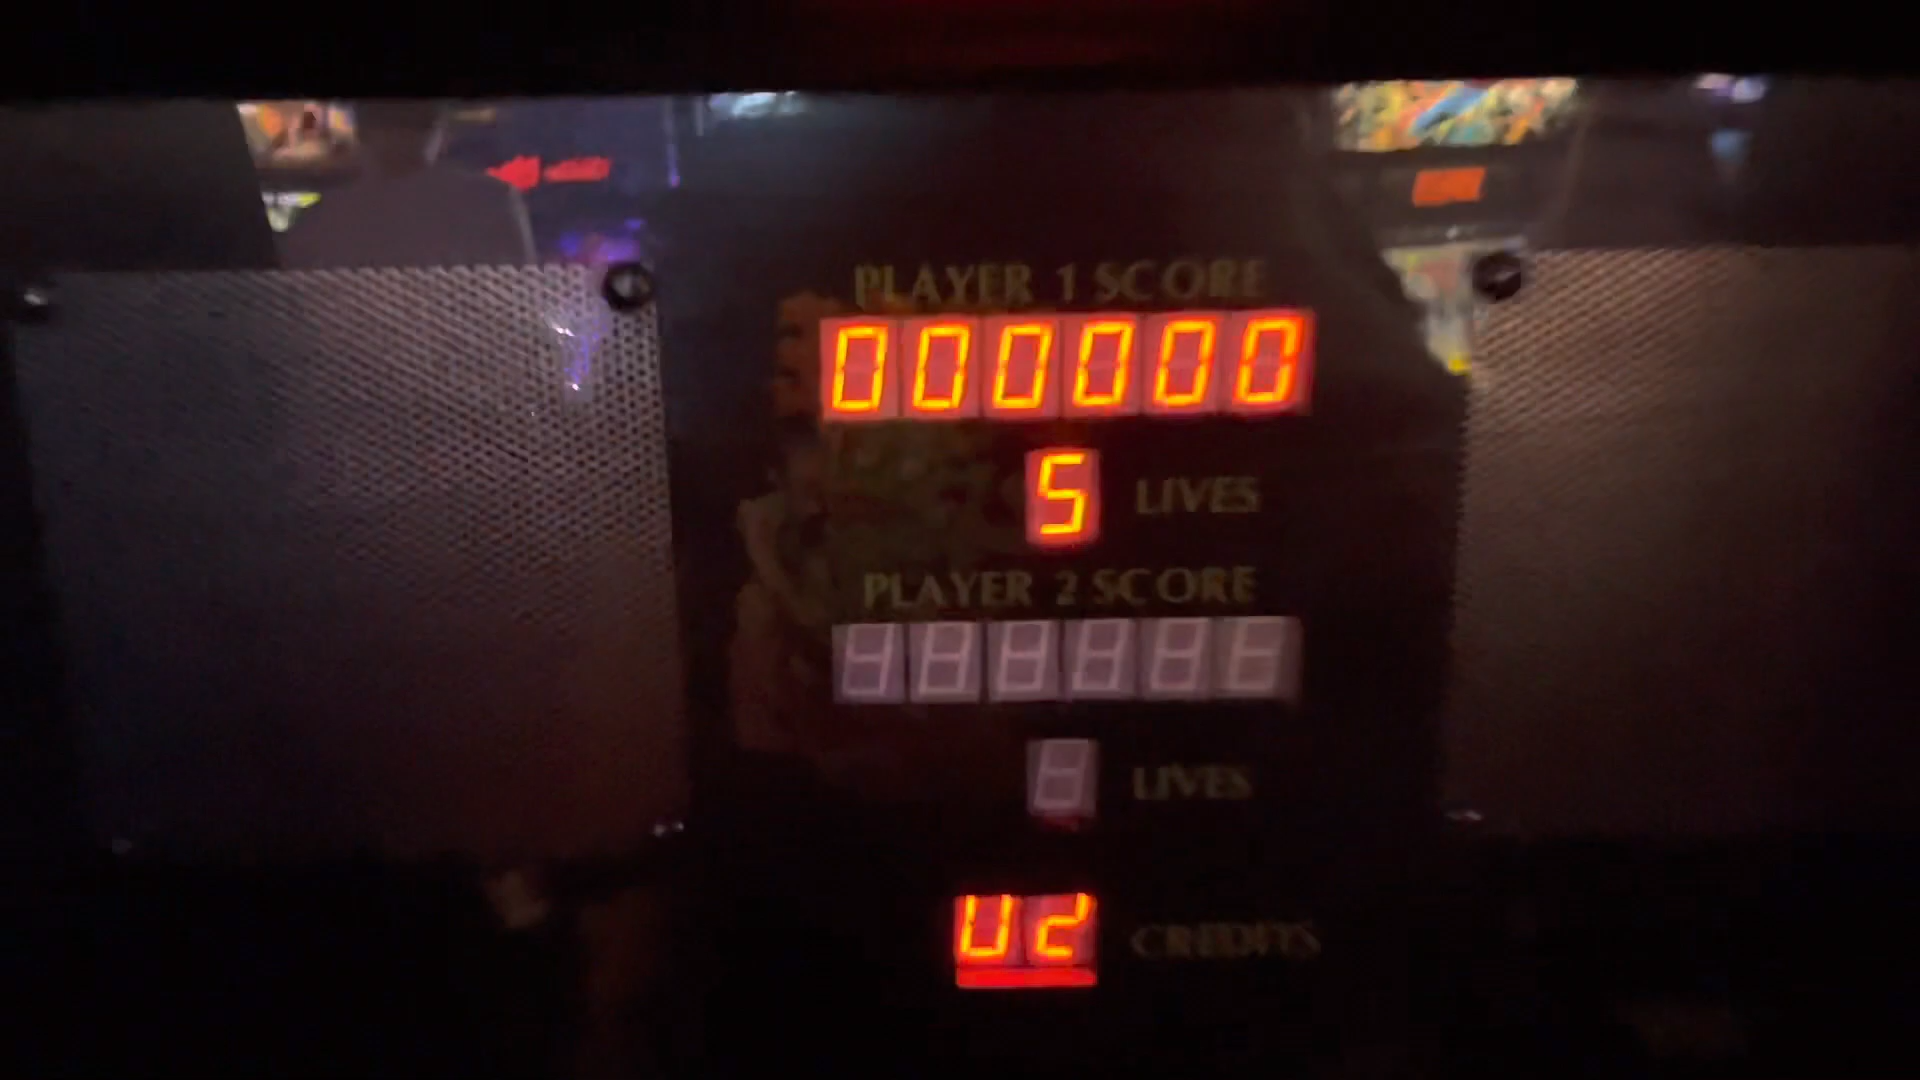 PLAYER 1 SCORE
000000
5 LIVES
PLAYER 2 SCORE
LIVES
02 CREDITS